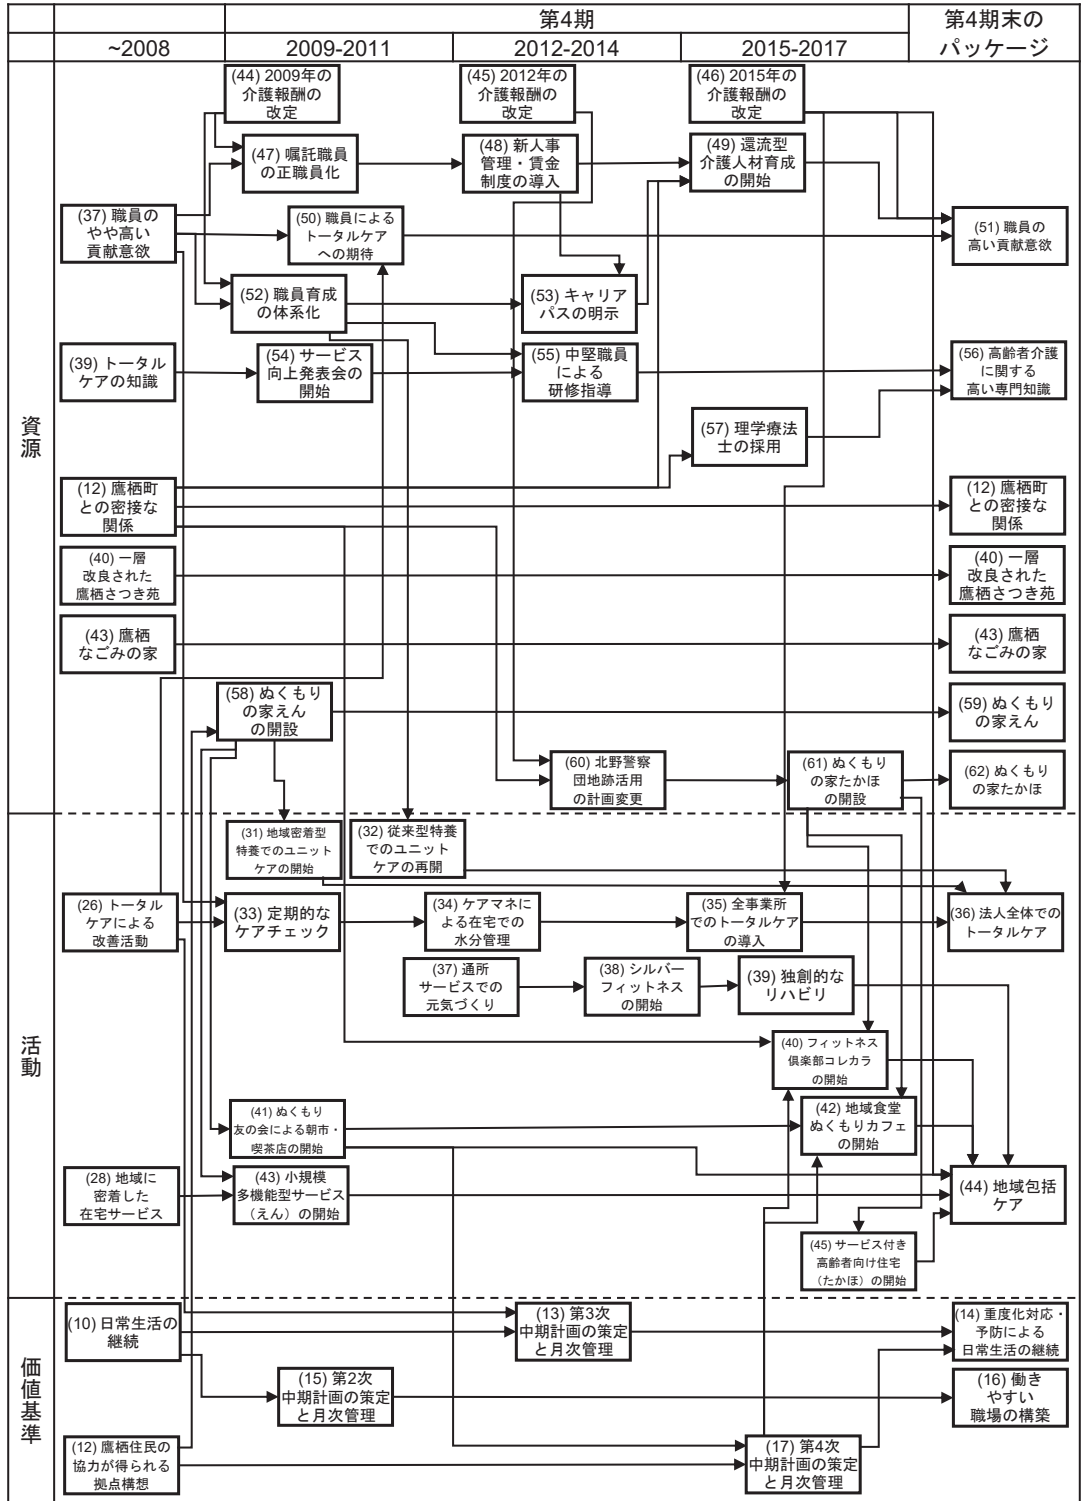 第4期
第4期末の
パッケージ
~2008
2009-2011
2012-2014
2015-2017
資源
(44) 2009年の
介護報酬の
改定
(45) 2012年の
介護報酬の
改定
(46) 2015年の
介護報酬の
改定
(47) 嘱託職員
の正職員化
(48) 新人事
管理・賃金
制度の導入
(49) 還流型
介護人材育成
の開始
(37) 職員の
やや高い
貢献意欲
(50) 職員による
トータルケア
への期待
(51) 職員の
高い貢献意欲
(52) 職員育成
の体系化
(53) キャリア
パスの明示
(39) トータル
ケアの知識
(54) サービス
向上発表会の
開始
(55) 中堅職員
による
研修指導
(56) 高齢者介護
に関する
高い専門知識
(57) 理学療法
士の採用
(12) 鷹栖町
との密接な
関係
(12) 鷹栖町
との密接な
関係
(40) 一層
改良された
鷹栖さつき苑
(40) 一層
改良された
鷹栖さつき苑
(43) 鷹栖
なごみの家
(43) 鷹栖
なごみの家
(58) ぬくもり
の家えん
の開設
(59) ぬくもり
の家えん
(60) 北野警察
団地跡活用
の計画変更
(61) ぬくもり
の家たかほ
の開設
(62) ぬくもり
の家たかほ
活動
(31) 地域密着型
特養でのユニット
ケアの開始
(32) 従来型特養
でのユニット
ケアの再開
(26) トータル
ケアによる
改善活動
(33) 定期的な
ケアチェック
(34) ケアマネ
による在宅での
水分管理
(35) 全事業所
でのトータルケア
の導入
(36) 法人全体での
トータルケア
(37) 通所
サービスでの
元気づくり
(38) シルバー
フィットネス
の開始
(39) 独創的な
リハビリ
(40) フィットネス
倶楽部コレカラ
の開始
(41) ぬくもり
友の会による朝市・
喫茶店の開始
(42) 地域食堂
ぬくもりカフェ
の開始
(28) 地域に
密着した
在宅サービス
(43) 小規模
多機能型サービス
（えん）の開始
(44) 地域包括
ケア
(45) サービス付き
高齢者向け住宅
（たかほ）の開始
価値基準
(10) 日常生活の
継続
(13) 第3次
中期計画の策定
と月次管理
(14) 重度化対応・
予防による
日常生活の継続
(15) 第2次
中期計画の策定
と月次管理
(16) 働き
やすい
職場の構築
(12) 鷹栖住民の
協力が得られる
拠点構想
(17) 第4次
中期計画の策定
と月次管理